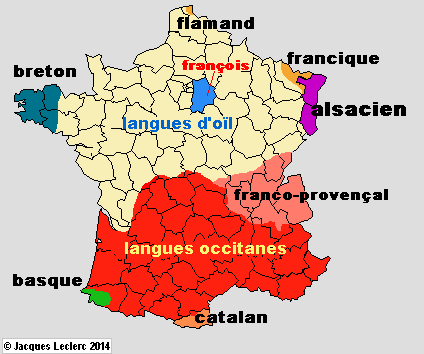 flamand
françois
francique
breton
alsacien
langues d'oïl
franco-provençal
langues occitanes
basque
catalan
© Jacques Leclerc 2014